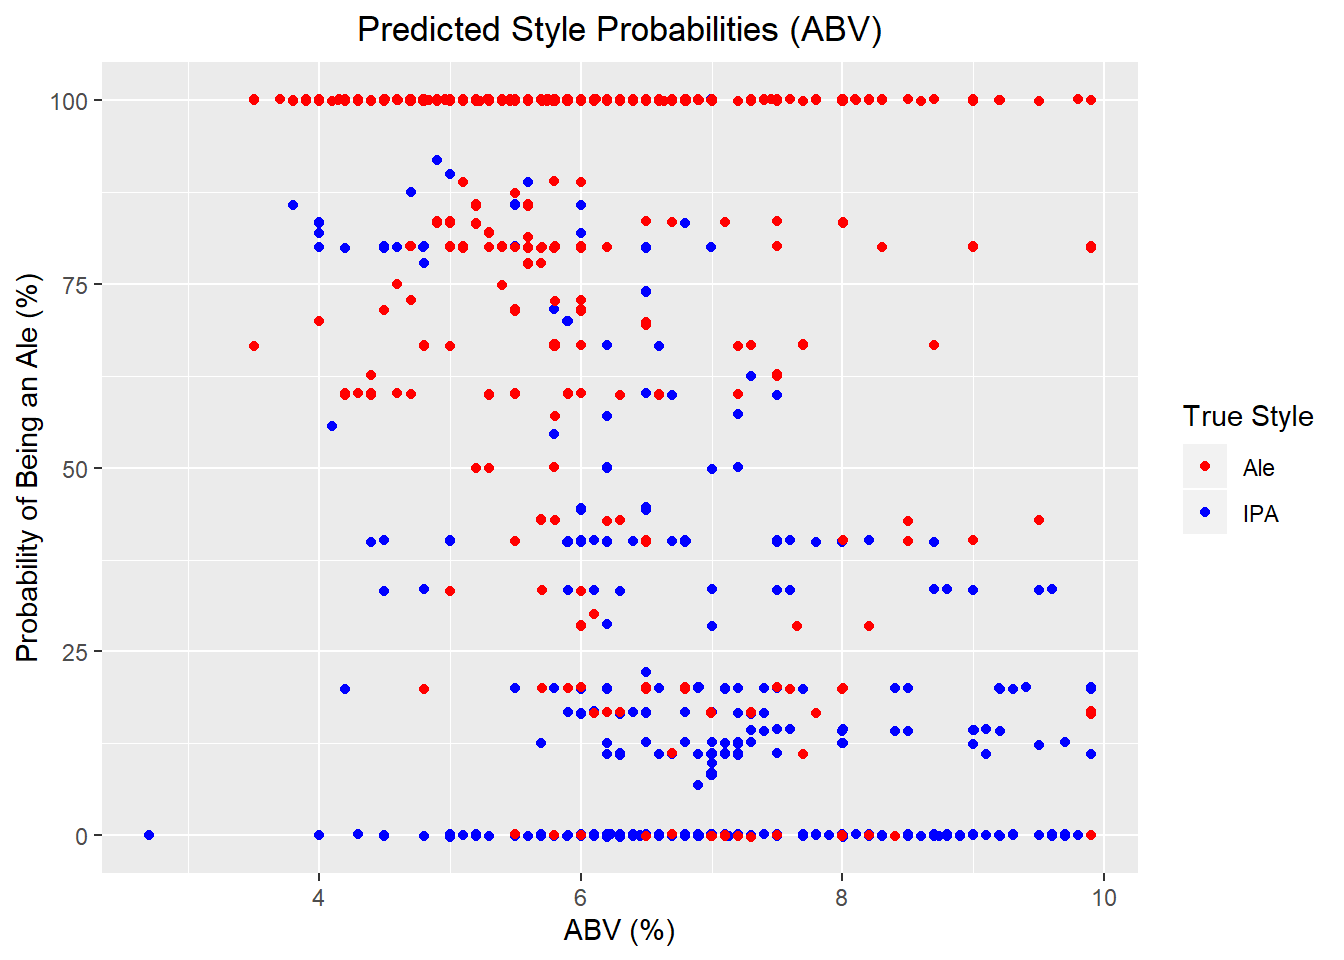 Predicted Style Probabilities (ABV)
Probability of Being an Ale (%)
100
75
50
25
0
4
6
8
10
ABV (%)
True Style
Ale
IPA